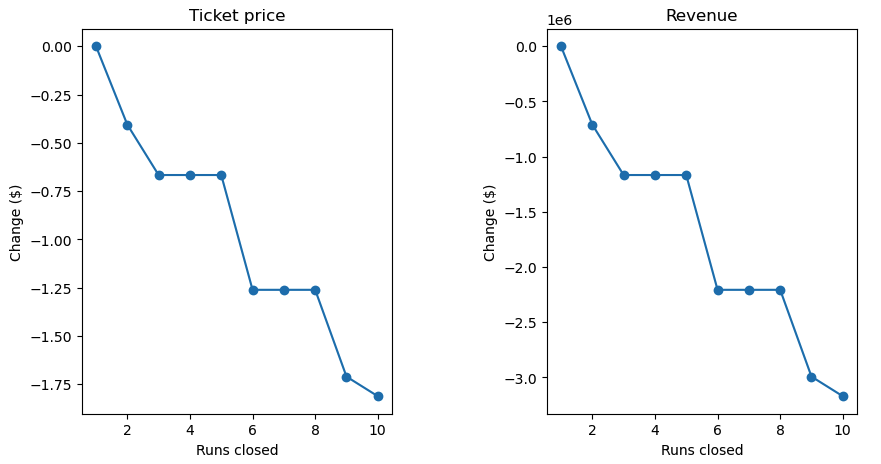 Ticket price
0.00
−0.25
−0.50
−0.75
−1.00
−1.25
−1.50
−1.75
Change ($)
2 4 6 8 10
Runs closed
Revenue
1e6
0.0
−0.5
−1.0
−1.5
−2.0
−2.5
−3.0
Change ($)
2 4 6 8 10
Runs closed